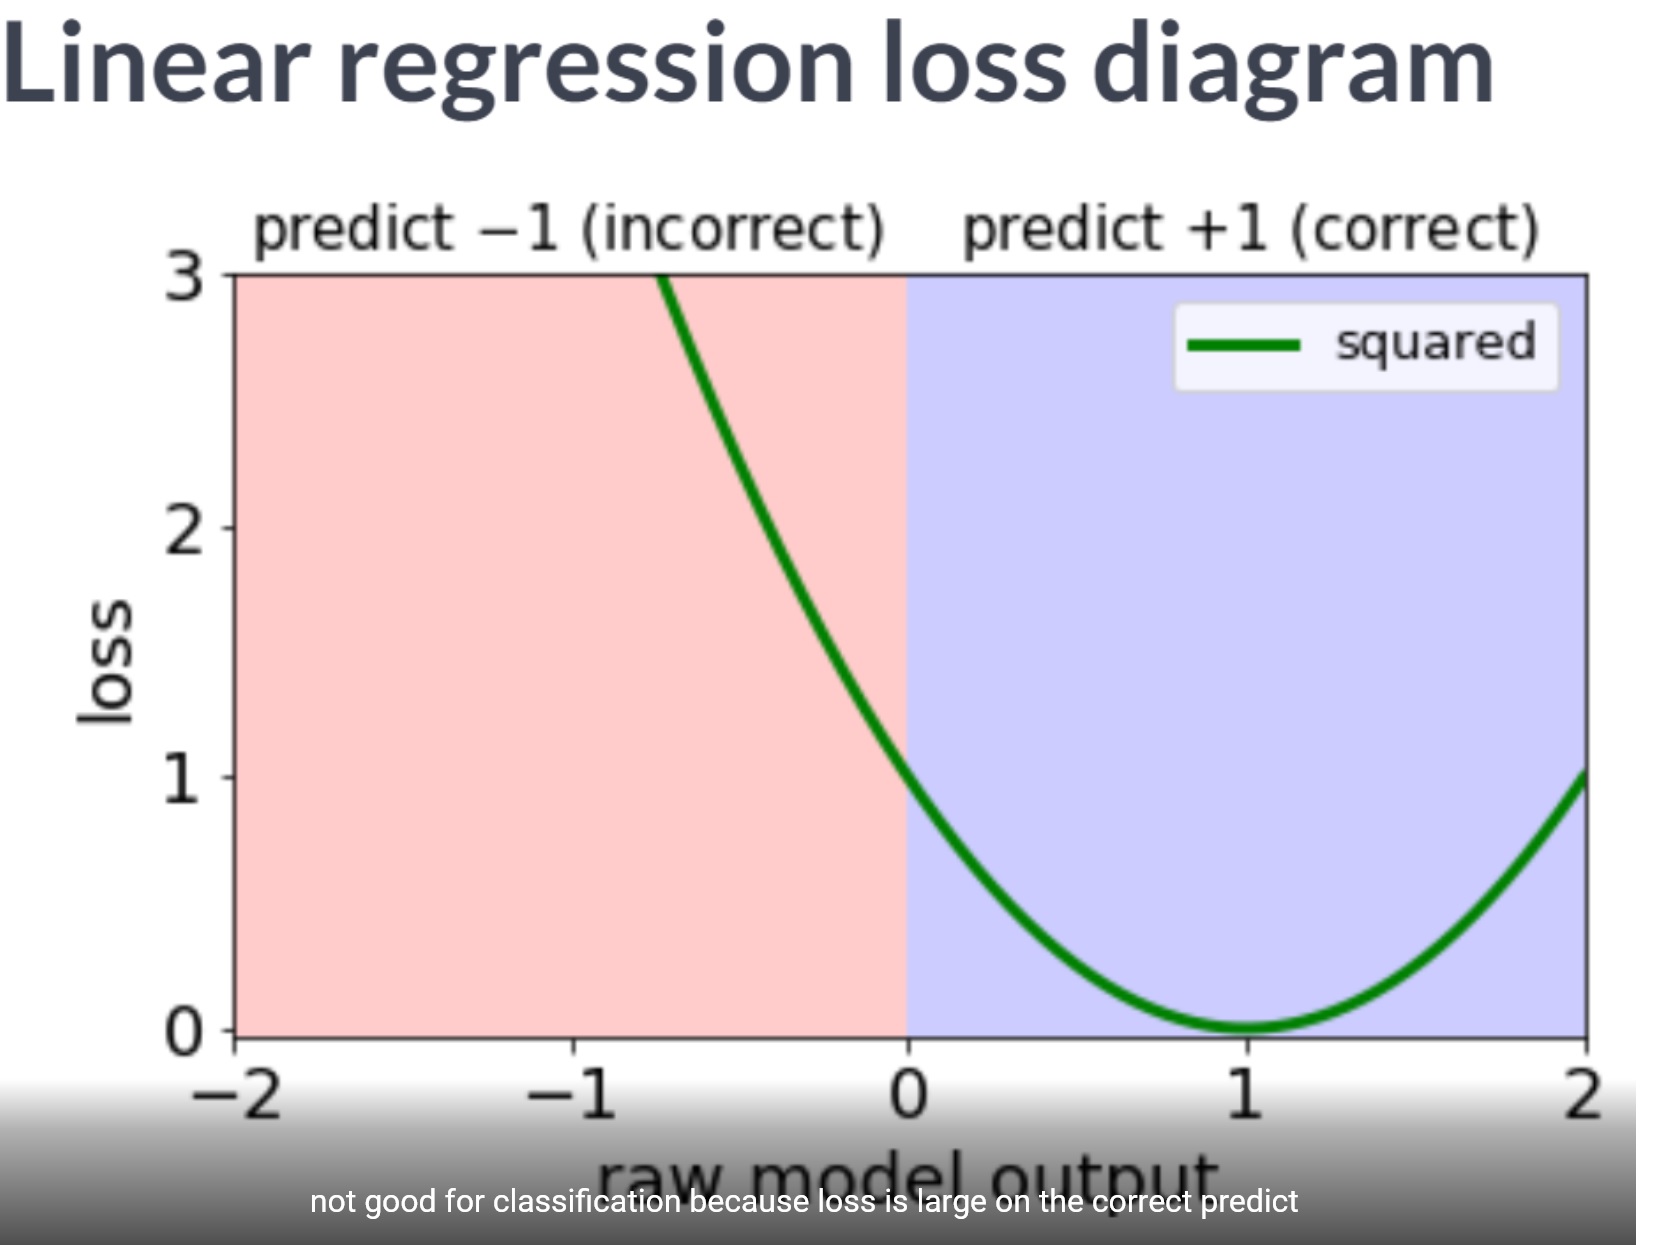 Linear regression loss diagram
predict −1 (incorrect)
predict +1 (correct)
3
squared
2
loss
1
0
−2 −1 0 1 2
raw model output
not good for classification because loss is large on the correct predict